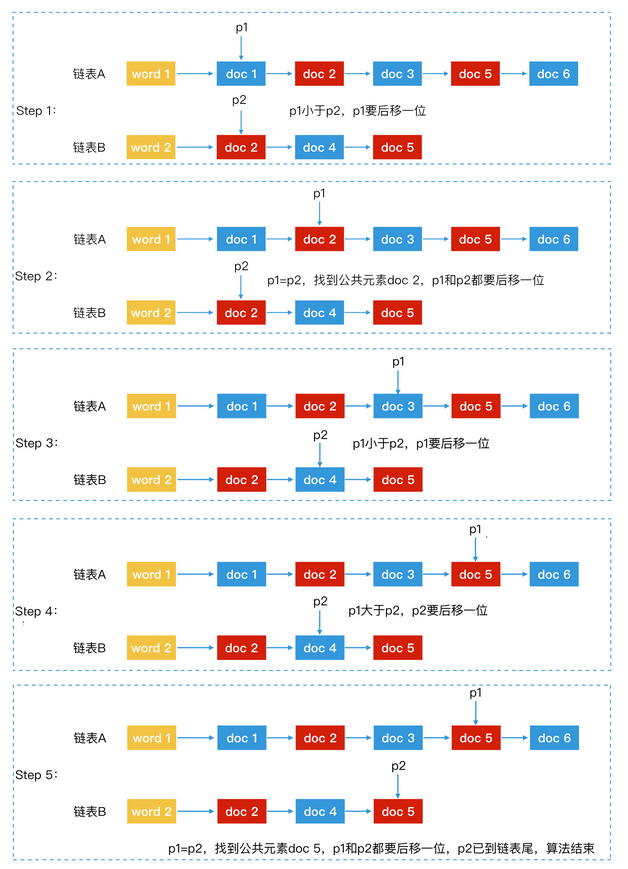 p1
链表A word 1 doc 1 doc 2 doc 3 doc 5 doc 6
p2
Step 1: p1小于p2，p1要后移一位
链表B word 2 doc 2 doc 4 doc 5
p1
链表A word 1 doc 1 doc 2 doc 3 doc 5 doc 6
p2
Step 2: p1=p2，找到公共元素doc 2，p1和p2都要后移一位
链表B word 2 doc 2 doc 4 doc 5
p1
链表A word 1 doc 1 doc 2 doc 3 doc 5 doc 6
p2
Step 3: p1小于p2，p1要后移一位
链表B word 2 doc 2 doc 4 doc 5
p1
链表A word 1 doc 1 doc 2 doc 3 doc 5 doc 6
p2
Step 4: p1大于p2，p2要后移一位
链表B word 2 doc 2 doc 4 doc 5
p1
链表A word 1 doc 1 doc 2 doc 3 doc 5 doc 6
p2
Step 5:
链表B word 2 doc 2 doc 4 doc 5
p1=p2，找到公共元素doc 5，p1和p2都要后移一位，p2已到链表尾，算法结束